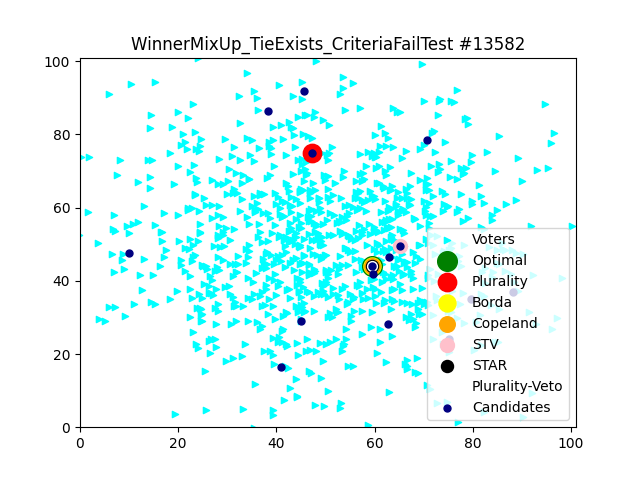 WinnerMixUp_TieExists_CriteriaFailTest #13582
100
80
60
40
20
0
0
20
40
60
80
100
Voters
Optimal
Plurality
Borda
Copeland
STV
STAR
Plurality-Veto
Candidates